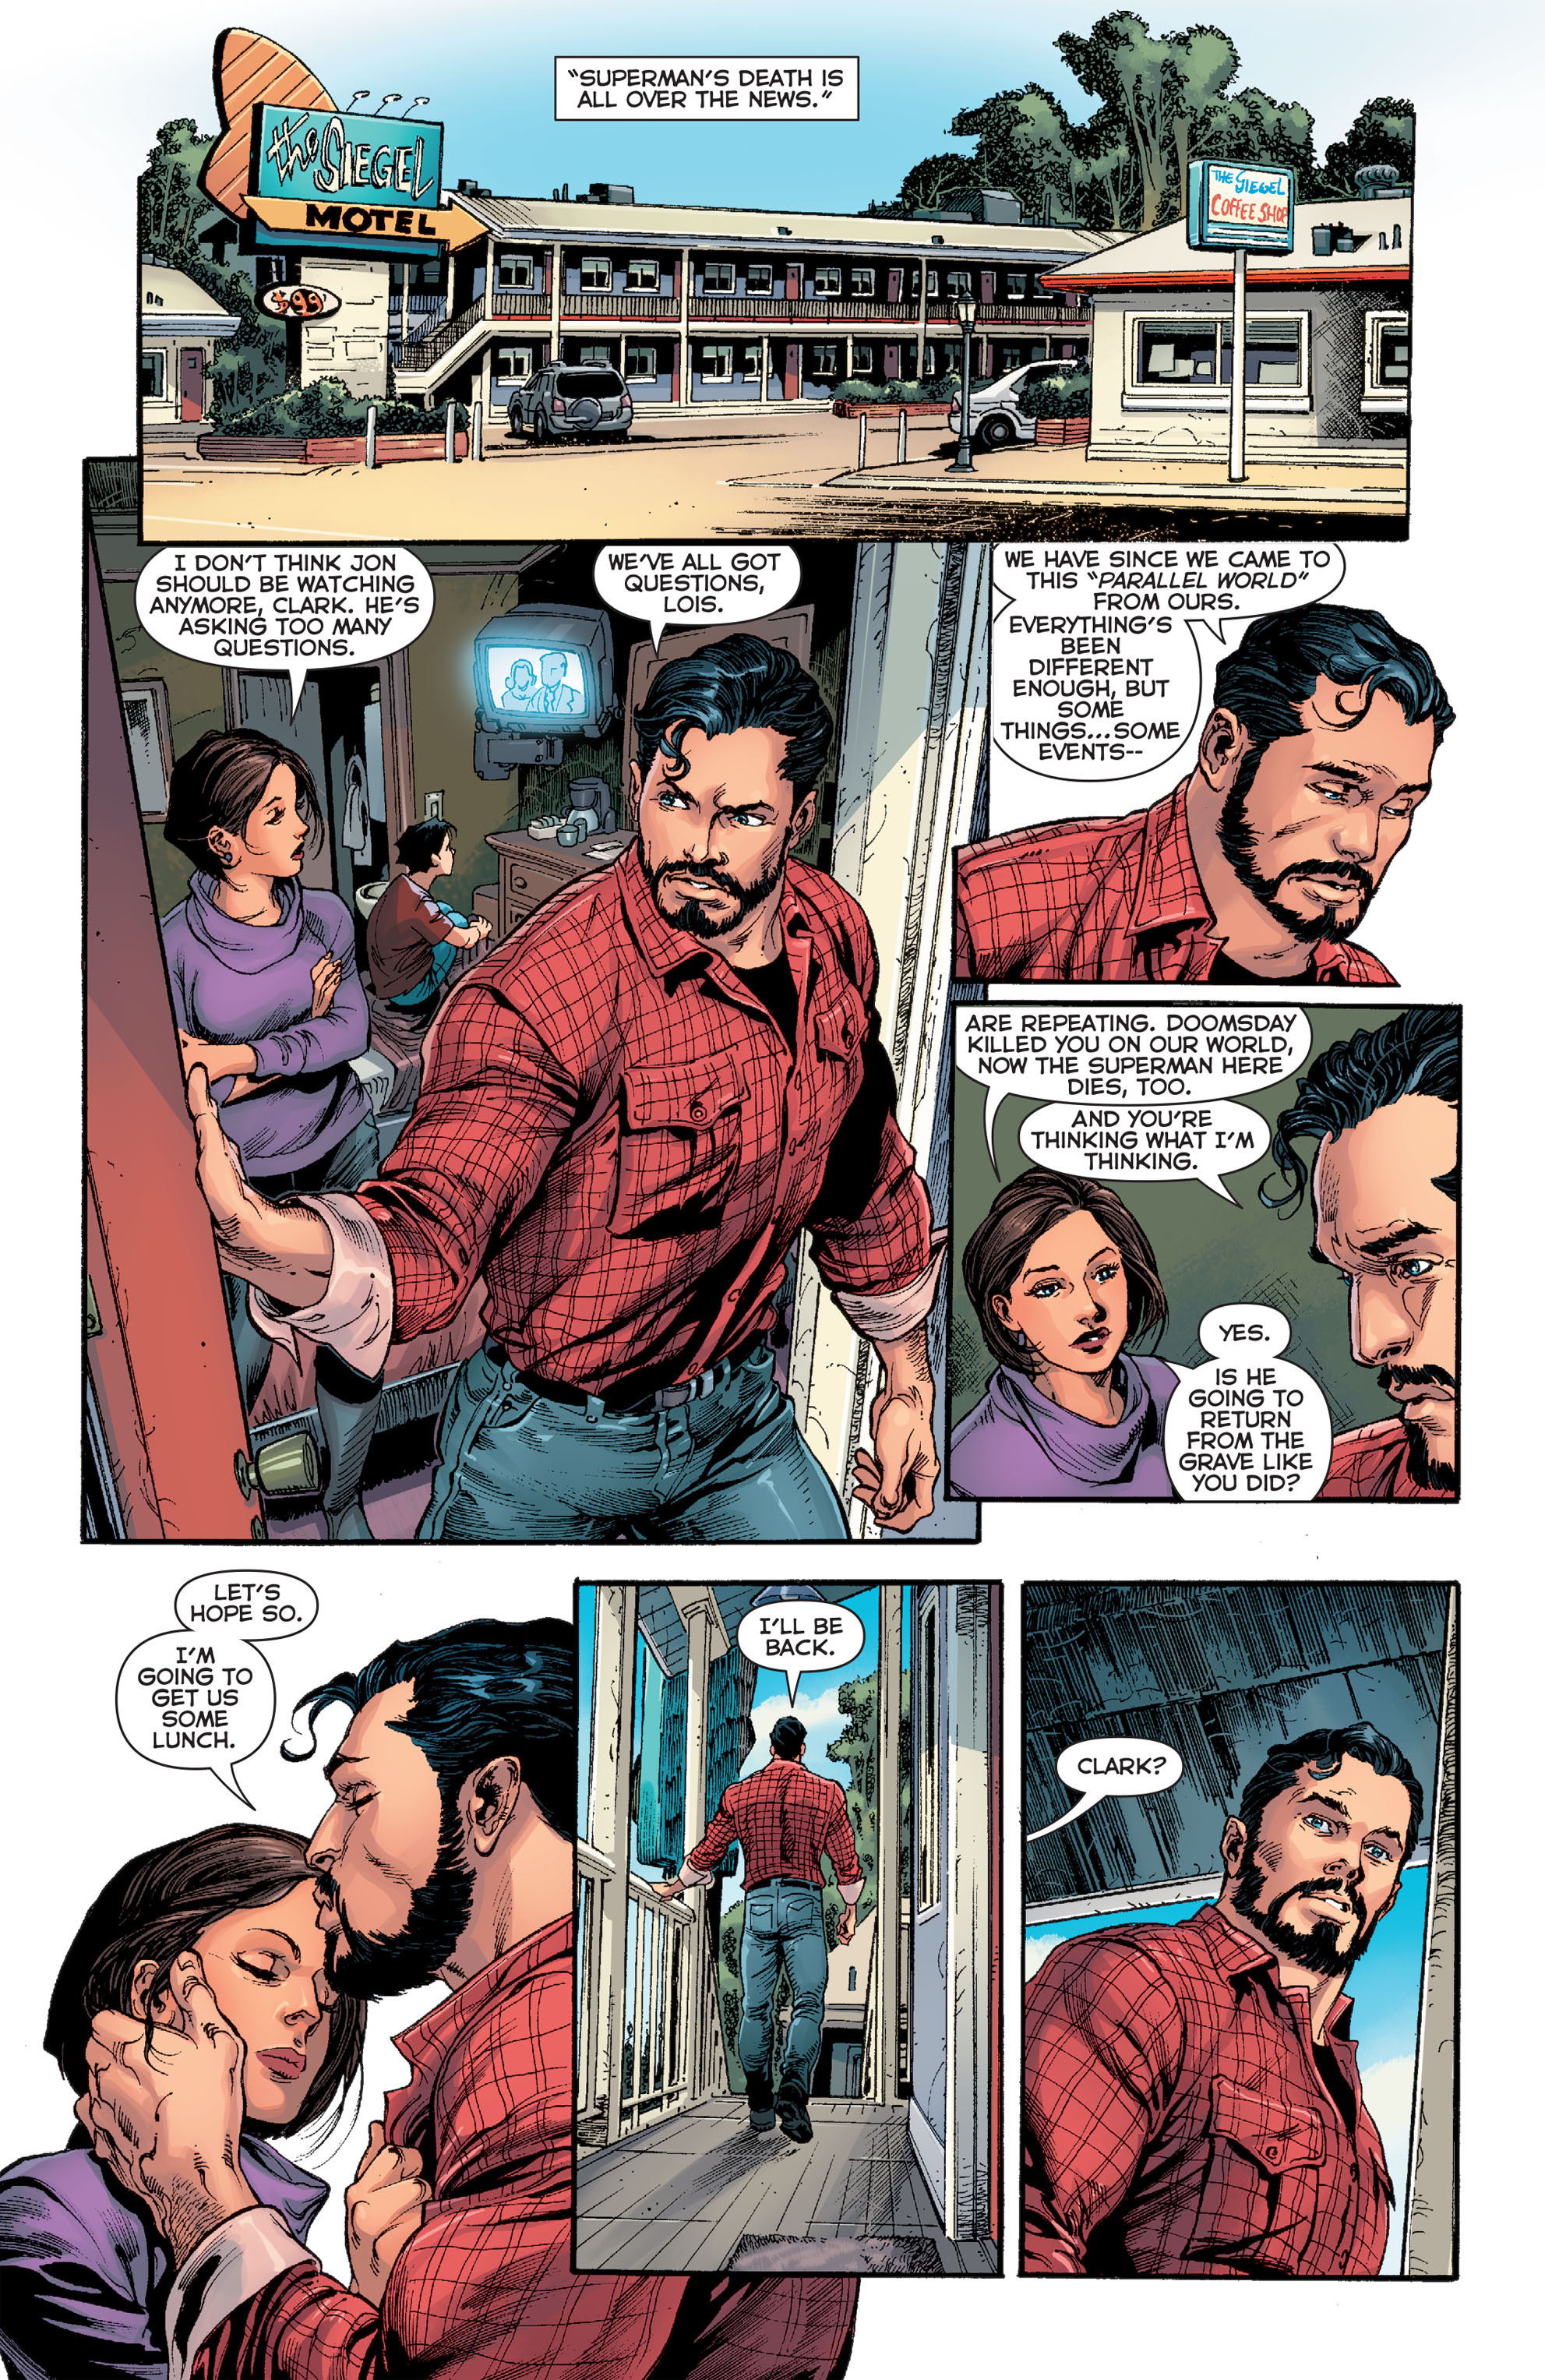 "SUPERMAN'S DEATH IS
ALL OVER THE NEWS."
the SIEGEL
MOTEL
$99
THE SIEGEL
COFFEE SHOP
I DON'T THINK JON
SHOULD BE WATCHING
ANYMORE, CLARK. HE'S
ASKING TOO MANY
QUESTIONS.
WE'VE ALL GOT
QUESTIONS,
LOIS.
WE HAVE SINCE WE CAME TO
THIS "PARALLEL WORLD"
FROM OURS.
EVERYTHING'S
BEEN
DIFFERENT
ENOUGH, BUT
SOME
THINGS...SOME
EVENTS--
ARE REPEATING. DOOMSDAY
KILLED YOU ON OUR WORLD,
NOW THE SUPERMAN HERE
DIES, TOO.
AND YOU'RE
THINKING WHAT I'M
THINKING.
YES.
IS HE
GOING TO
RETURN
FROM THE
GRAVE LIKE
YOU DID?
LET'S
HOPE SO.
I'M
GOING TO
GET US
SOME
LUNCH.
I'LL BE
BACK.
CLARK?